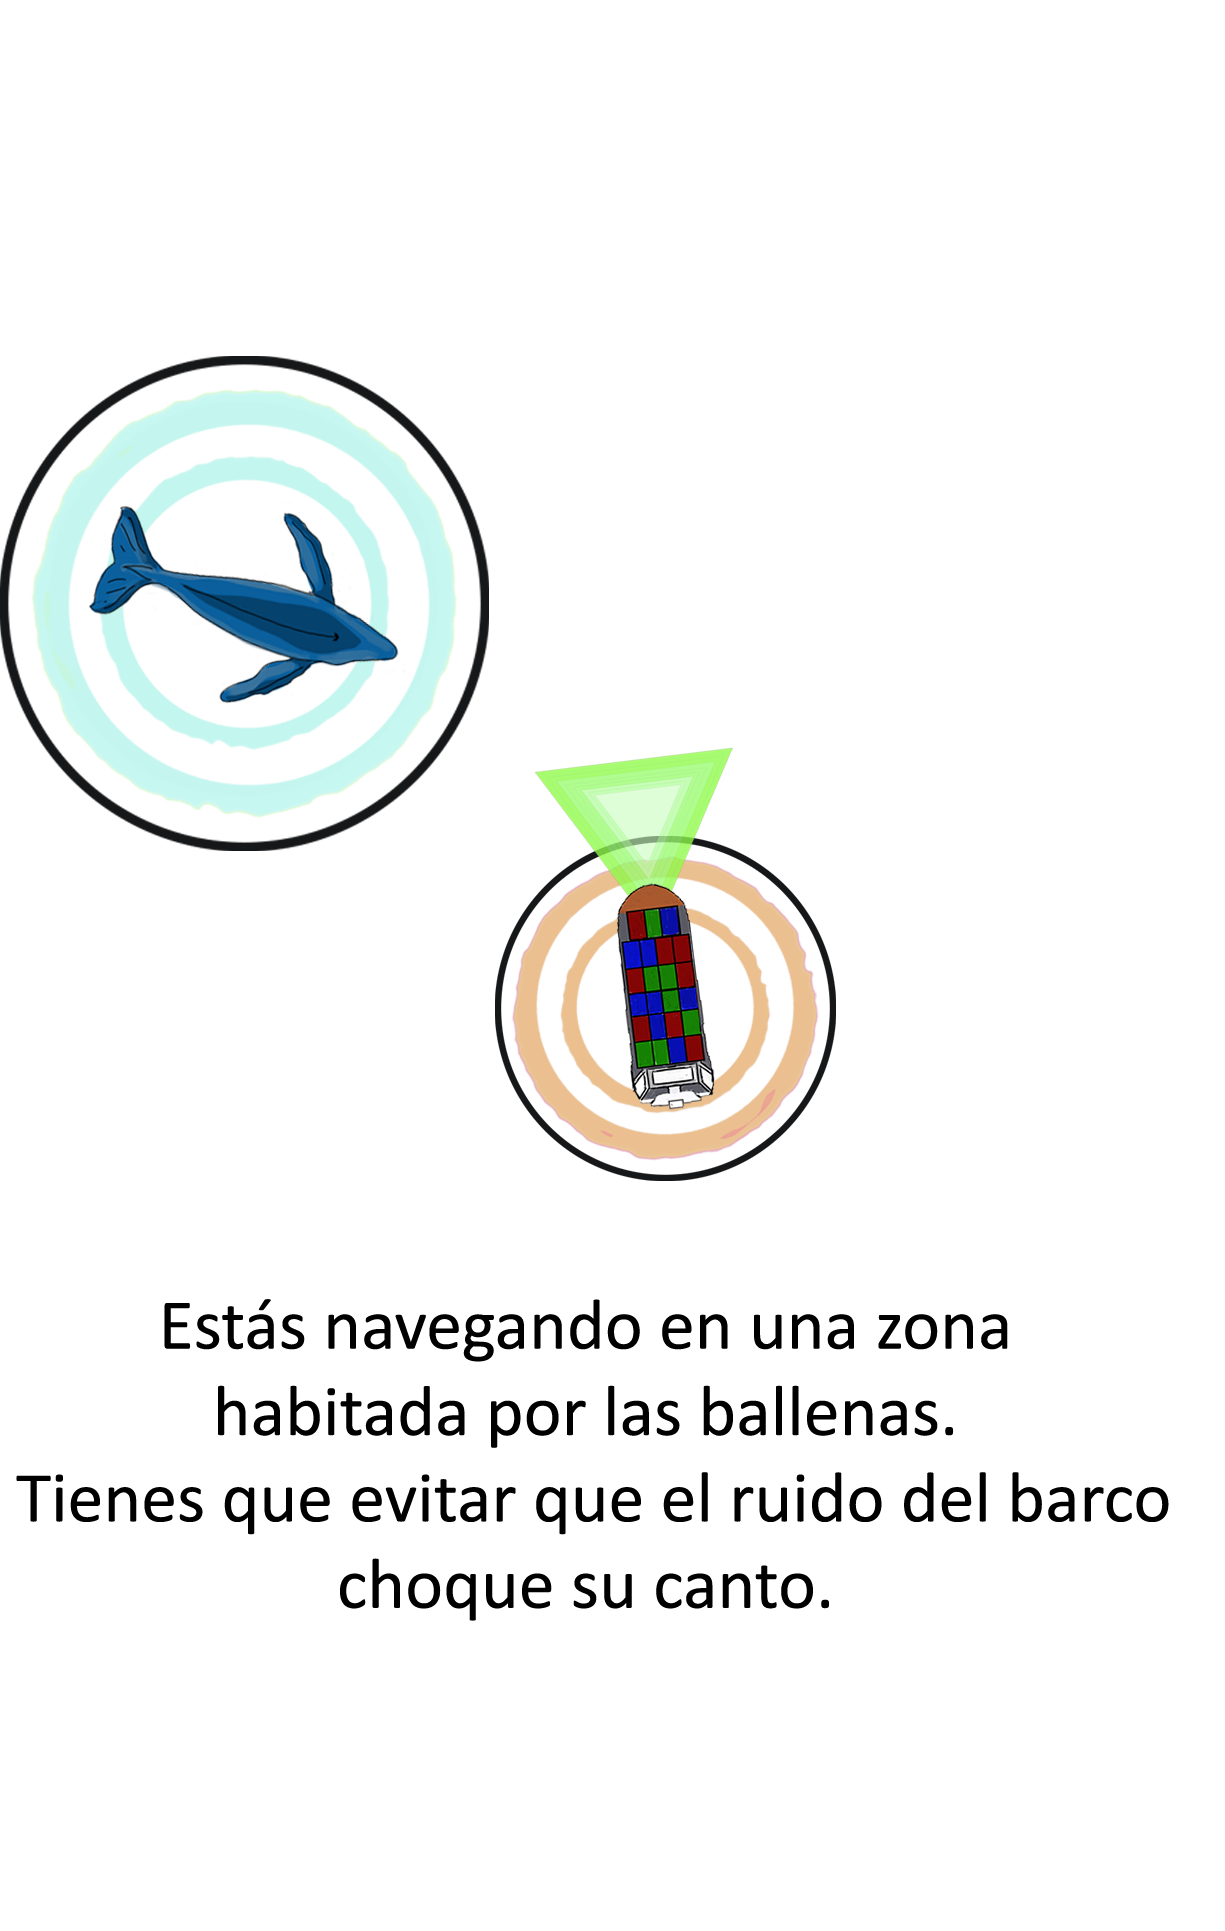 Estás navegando en una zona
habitada por las ballenas.
Tienes que evitar que el ruido del barco
choque su canto.